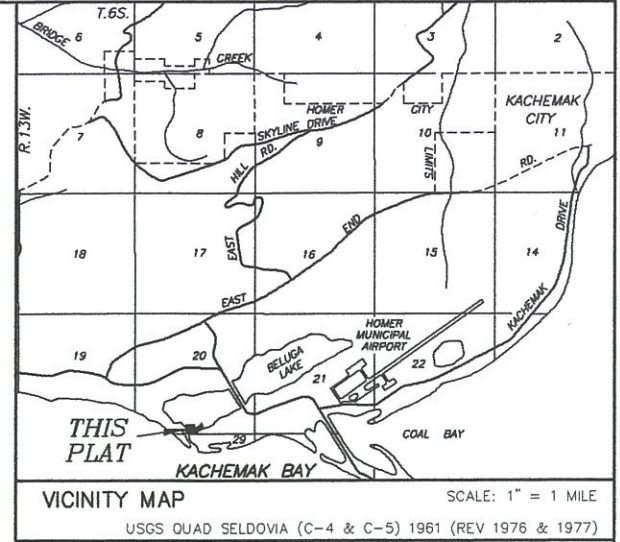 T.6S.
6
5
4
3
2
BRIDGE
CREEK
R.13W.
HOMER
CITY
KACHEMAK
CITY
7
8
SKYLINE DRIVE
9
10
11
LIMITS
HILL RD.
RD.
18
17
EAST
16
END
15
14
DRIVE
EAST
KACHEMAK
HOMER
MUNICIPAL
AIRPORT
19
20
BELUGA
LAKE
21
22
THIS
PLAT
29
COAL BAY
KACHEMAK BAY
VICINITY MAP
SCALE: 1" = 1 MILE
USGS QUAD SELDOVIA (C-4 & C-5) 1961 (REV 1976 & 1977)